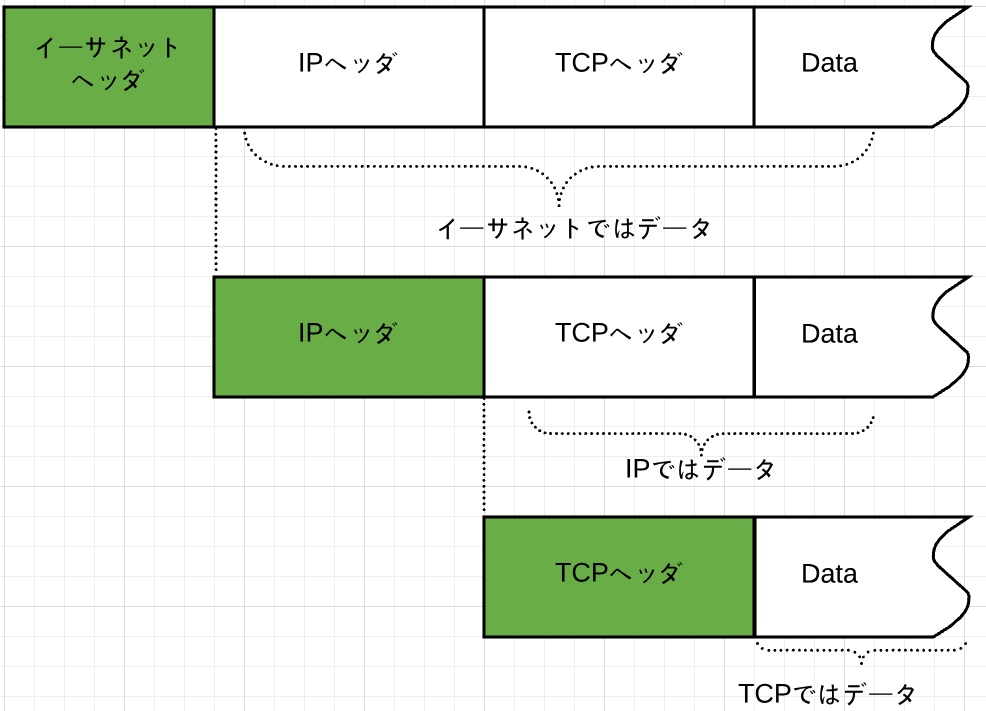 イーサネット
ヘッダ
IPヘッダ
TCPヘッダ
Data
イーサネットではデータ
IPヘッダ
TCPヘッダ
Data
IPではデータ
TCPヘッダ
Data
TCPではデータ